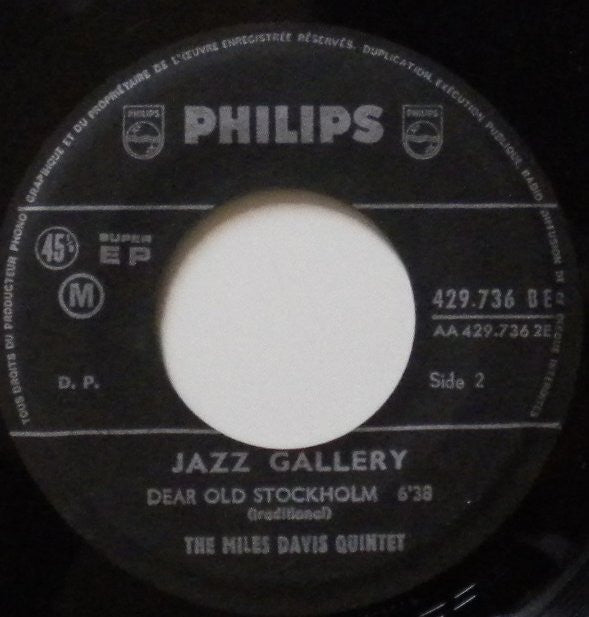 TOUS DROITS DU PRODUCTEUR PHONOGRAPHIQUE ET DU PROPRIÉTAIRE DE L'ŒUVRE ENREGISTRÉE RÉSERVÉS. DUPLICATION, EXÉCUTION PUBLIQUE, RADIO DIFFUSION DE CE DISQUE INTERDITES
PHILIPS
PHILIPS
PHILIPS
45
SUPER
EP
M
429.736 BE
AA 429.736 2E
D. P.
Side 2
JAZZ GALLERY
DEAR OLD STOCKHOLM 6'38
(traditional)
THE MILES DAVIS QUINTET